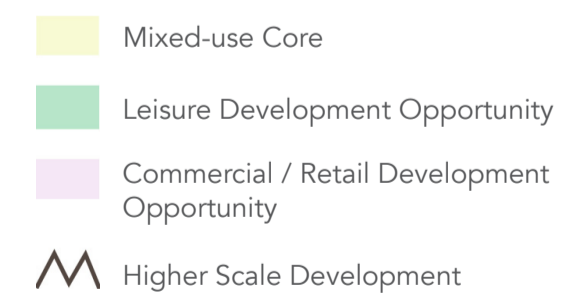 Mixed-use Core
Leisure Development Opportunity
Commercial / Retail Development
Opportunity
Higher Scale Development